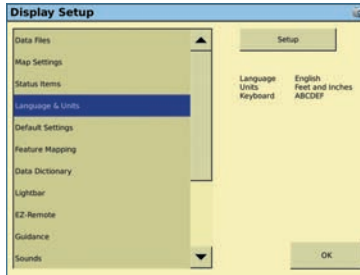 Display Setup
Data Files
Map Settings
Status Items
Language & Units
Default Settings
Feature Mapping
Data Dictionary
Lightbar
EZ-Remote
Guidance
Sounds
Setup
Language English
Units Feet and Inches
Keyboard ABCDEF
OK